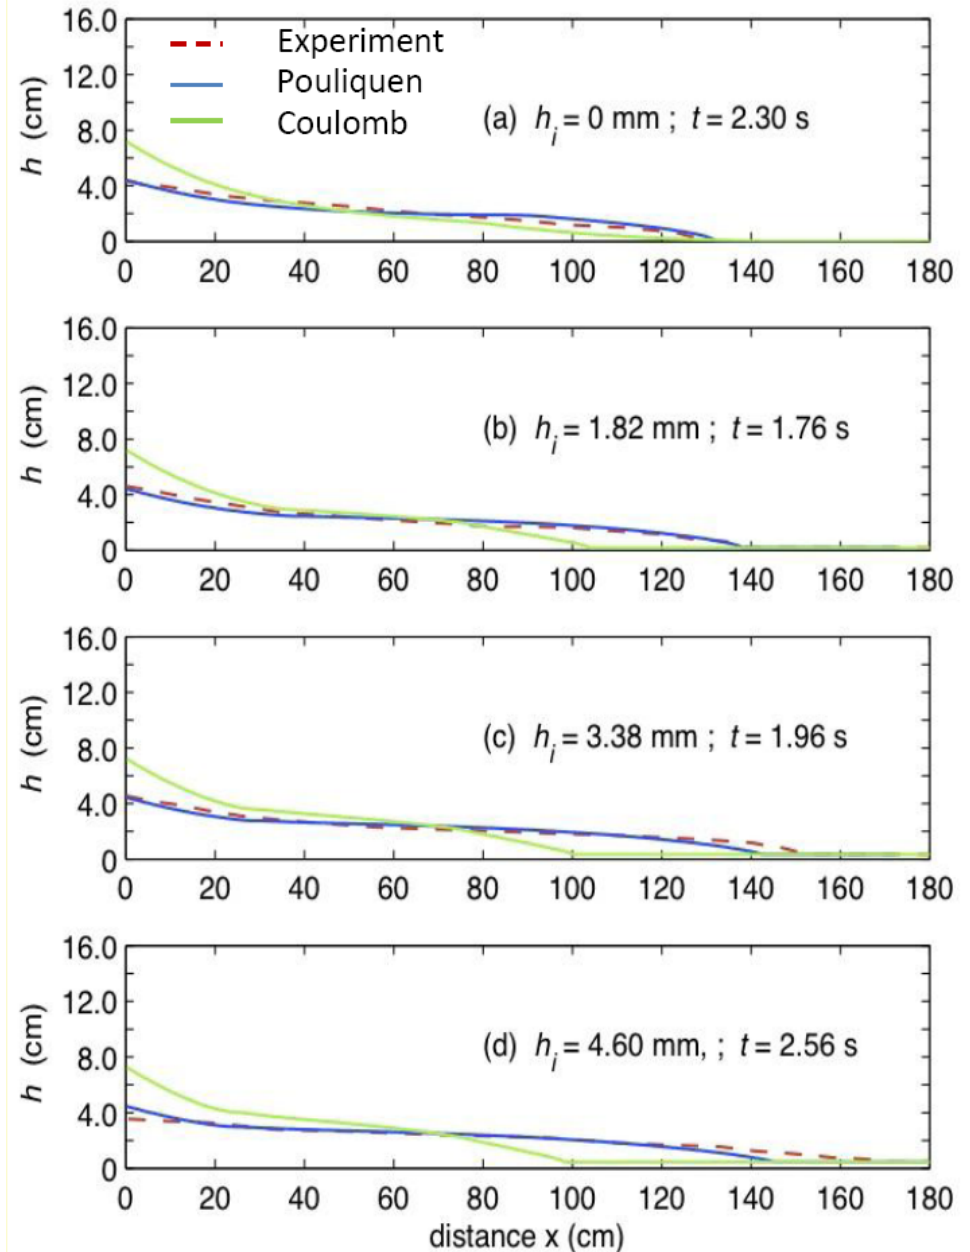 16.0
Experiment
12.0
Pouliquen
Coulomb
h (cm)
8.0
(a) h_i = 0 mm ; t = 2.30 s
4.0
0
0 20 40 60 80 100 120 140 160 180
16.0
12.0
h (cm)
8.0
(b) h_i = 1.82 mm ; t = 1.76 s
4.0
0
0 20 40 60 80 100 120 140 160 180
16.0
12.0
h (cm)
8.0
(c) h_i = 3.38 mm ; t = 1.96 s
4.0
0
0 20 40 60 80 100 120 140 160 180
16.0
12.0
h (cm)
8.0
(d) h_i = 4.60 mm, ; t = 2.56 s
4.0
0
0 20 40 60 80 100 120 140 160 180
distance x (cm)